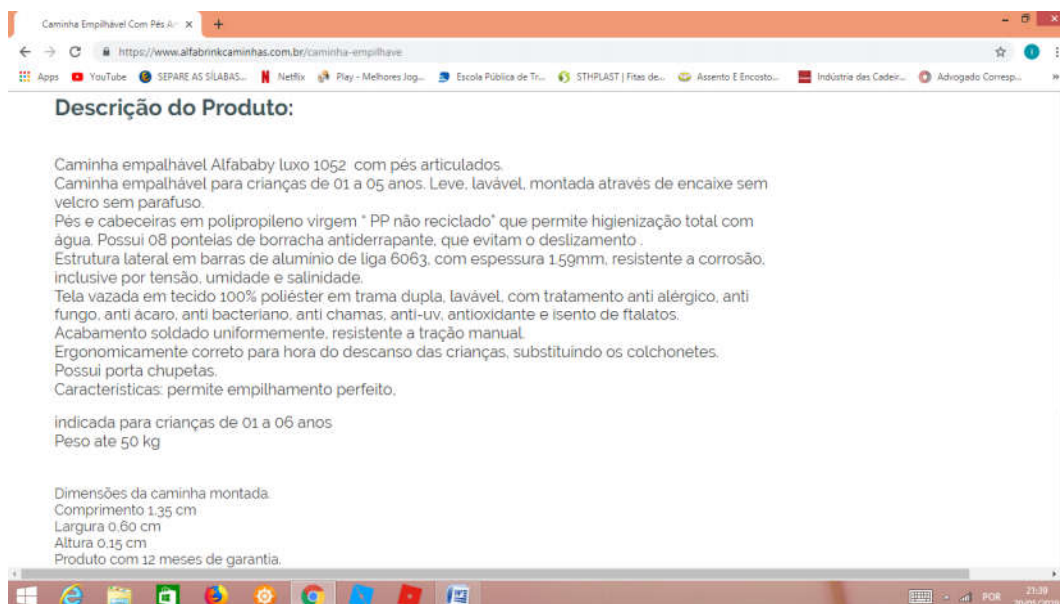 Caminha Empilhável Com Pés A
https://www.alfabrinkcaminhas.com.br/caminha-empilhave
Apps YouTube SEPARE AS SÍLABAS... Netflix Play - Melhores Jog... Escola Pública de Tr... STHPLAST | Fitas de... Assento E Encosto... Indústria das Cadeir... Advogado Corresp...
Descrição do Produto:
Caminha empalhável Alfababy luxo 1052 com pés articulados.
Caminha empalhável para crianças de 01 a 05 anos. Leve, lavável, montada através de encaixe sem
velcro sem parafuso.
Pés e cabeceiras em polipropileno virgem " PP não reciclado" que permite higienização total com
água. Possui 08 ponteias de borracha antiderrapante, que evitam o deslizamento .
Estrutura lateral em barras de alumínio de liga 6063, com espessura 1.59mm, resistente a corrosão,
inclusive por tensão, umidade e salinidade.
Tela vazada em tecido 100% poliéster em trama dupla, lavável, com tratamento anti alérgico, anti
fungo, anti ácaro, anti bacteriano, anti chamas, anti-uv, antioxidante e isento de ftalatos.
Acabamento soldado uniformemente, resistente a tração manual.
Ergonomicamente correto para hora do descanso das crianças, substituindo os colchonetes.
Possui porta chupetas.
Características: permite empilhamento perfeito,
indicada para crianças de 01 a 06 anos
Peso ate 50 kg
Dimensões da caminha montada.
Comprimento 1.35 cm
Largura 0.60 cm
Altura 0.15 cm
Produto com 12 meses de garantia.
POR
21:39